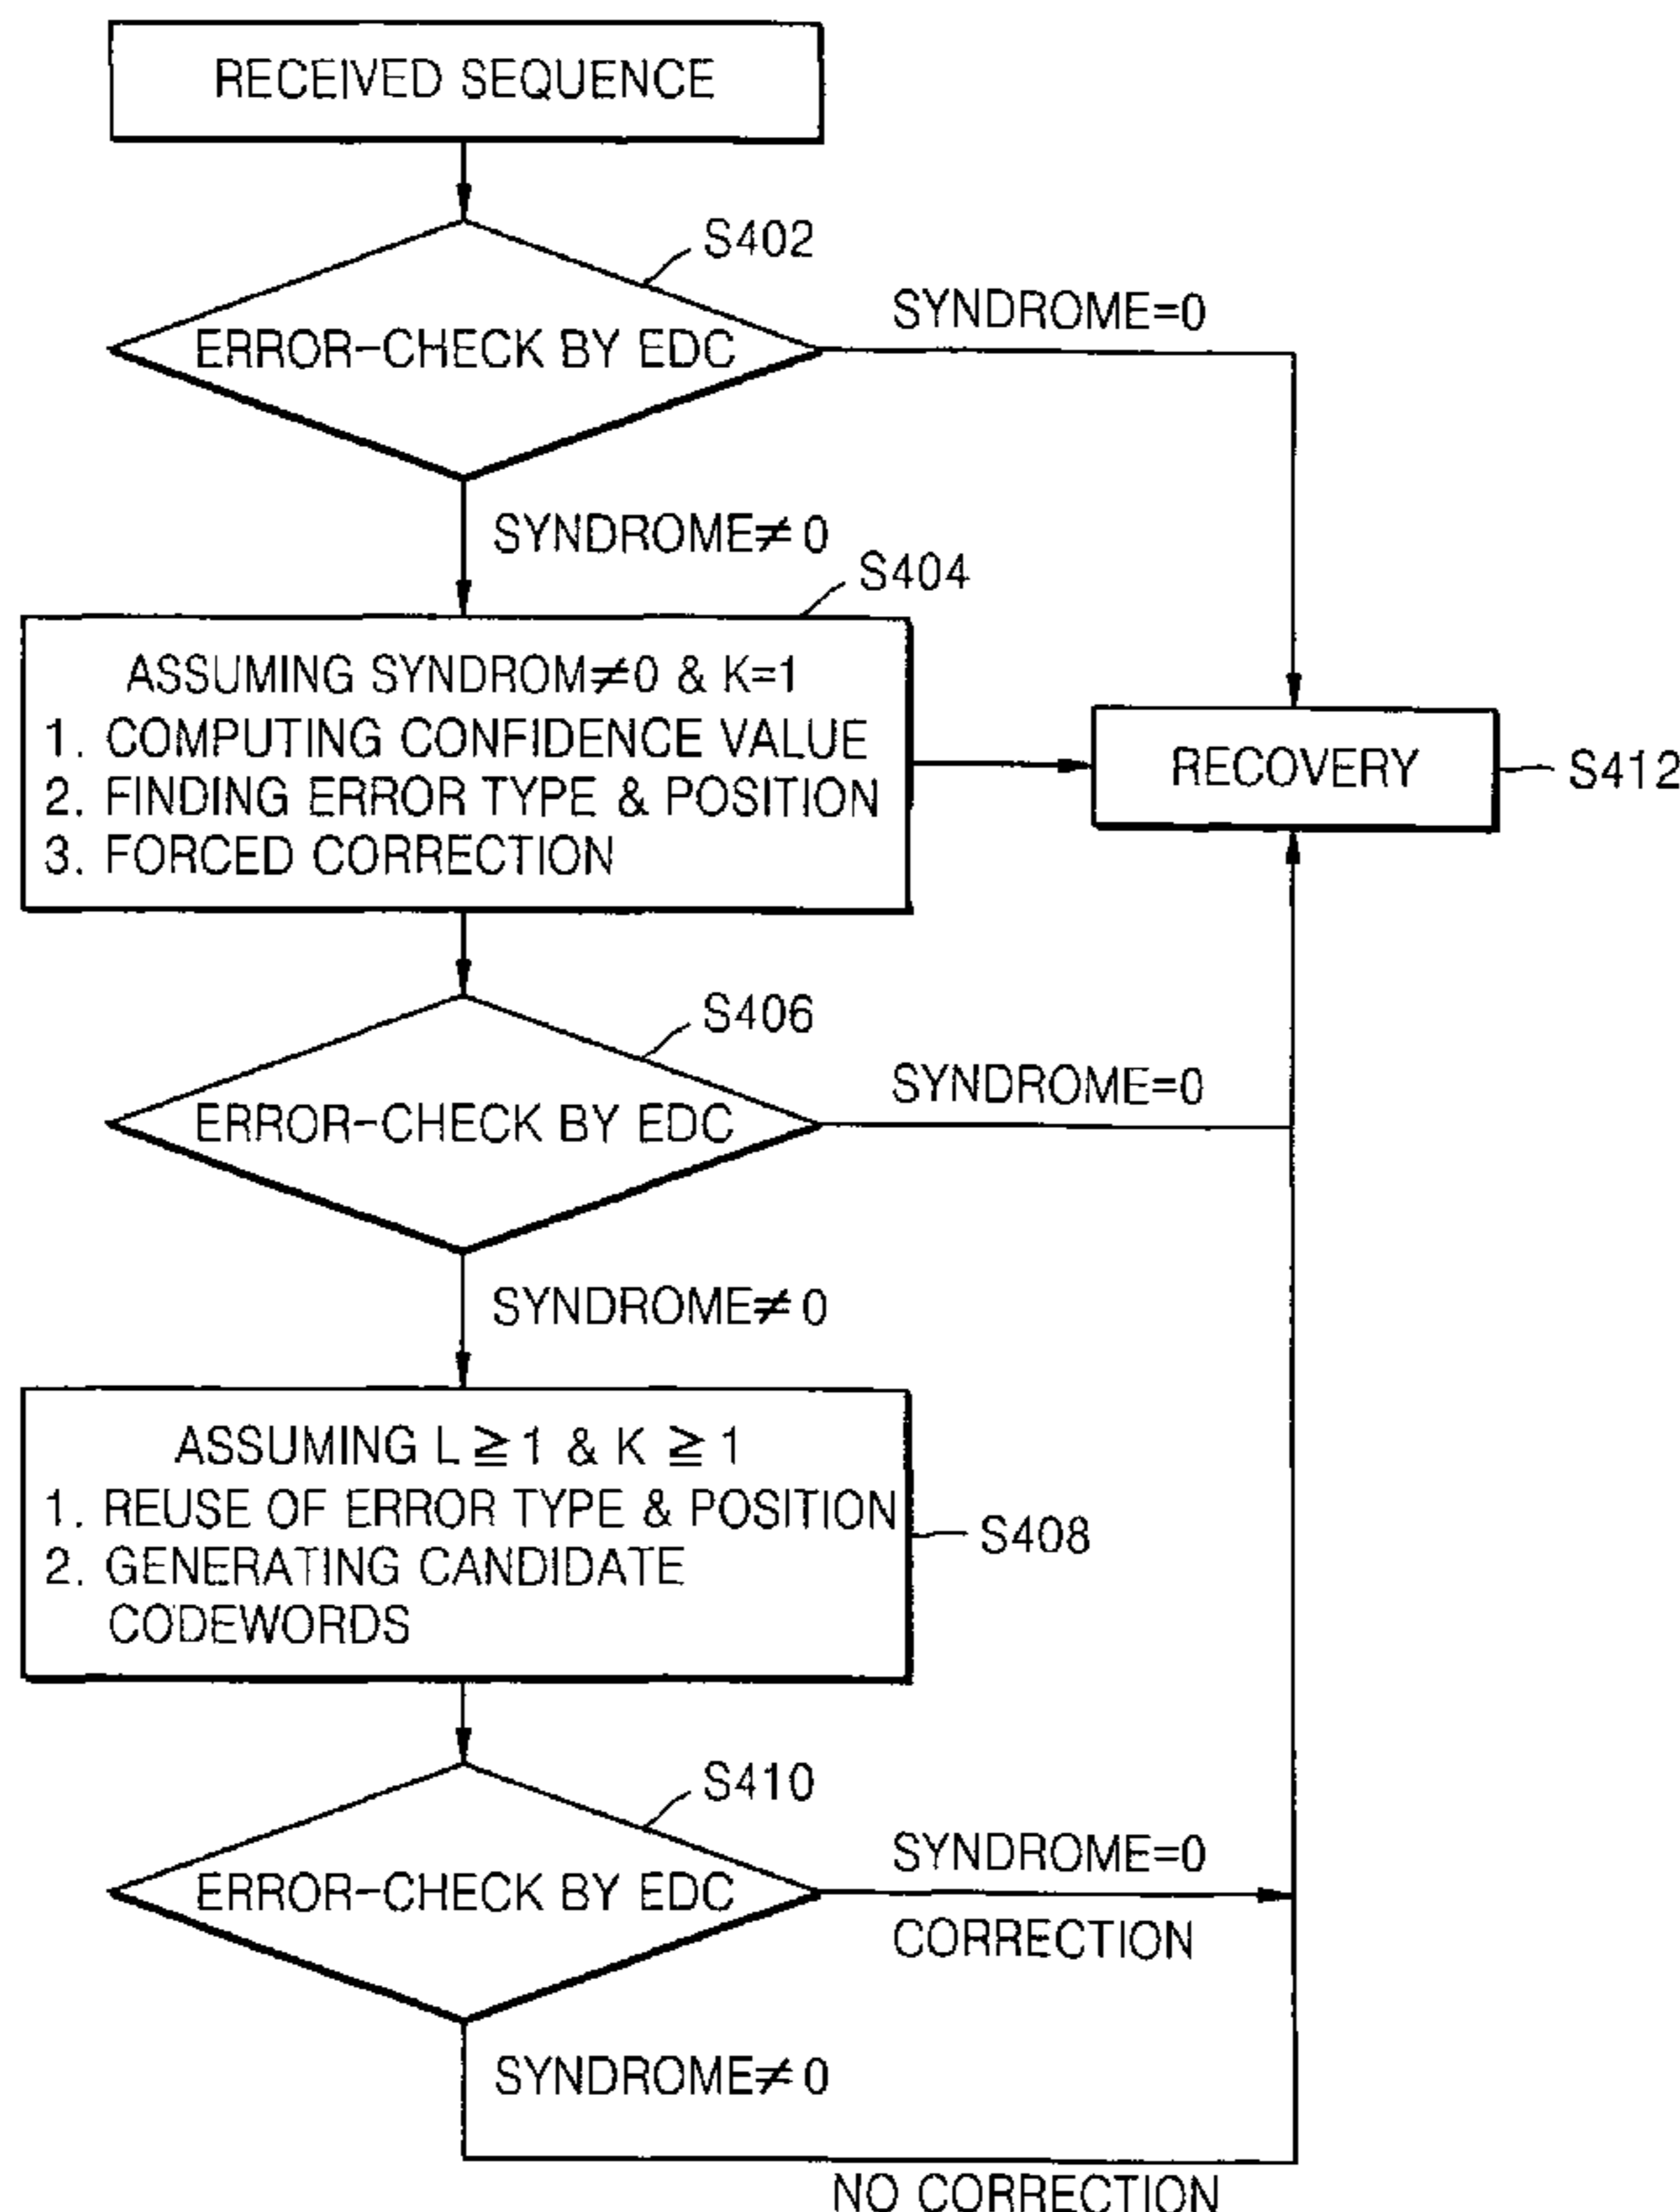 RECEIVED SEQUENCE
S402
SYNDROME=0
ERROR-CHECK BY EDC
SYNDROME≠0
S404
ASSUMING SYNDROM≠0 & K=1
1. COMPUTING CONFIDENCE VALUE
2. FINDING ERROR TYPE & POSITION
3. FORCED CORRECTION
RECOVERY
S412
S406
SYNDROME=0
ERROR-CHECK BY EDC
SYNDROME≠0
ASSUMING L≧1 & K≧1
1. REUSE OF ERROR TYPE & POSITION
2. GENERATING CANDIDATE
CODEWORDS
S408
S410
SYNDROME=0
ERROR-CHECK BY EDC
CORRECTION
SYNDROME≠0
NO CORRECTION